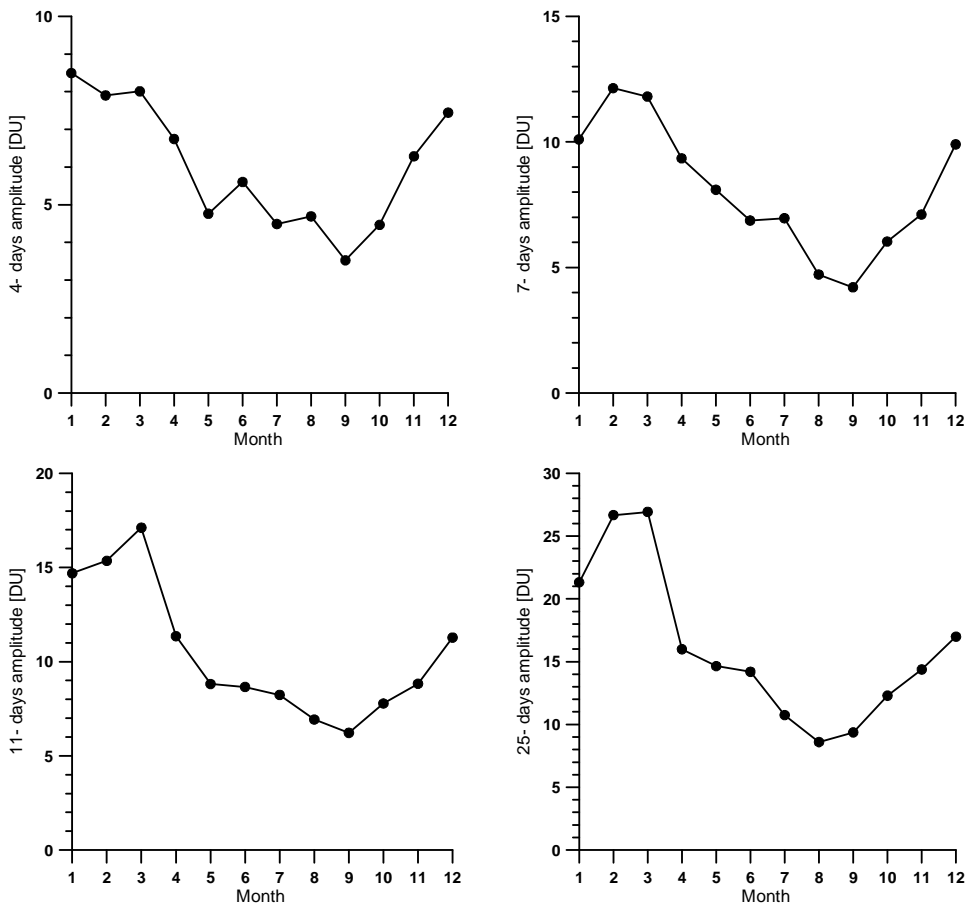 10
5
0
4- days amplitude [DU]
1 2 3 4 5 6 7 8 9 10 11 12
Month
15
10
5
0
7- days amplitude [DU]
1 2 3 4 5 6 7 8 9 10 11 12
Month
20
15
10
5
0
11- days amplitude [DU]
1 2 3 4 5 6 7 8 9 10 11 12
Month
30
25
20
15
10
5
0
25- days amplitude [DU]
1 2 3 4 5 6 7 8 9 10 11 12
Month